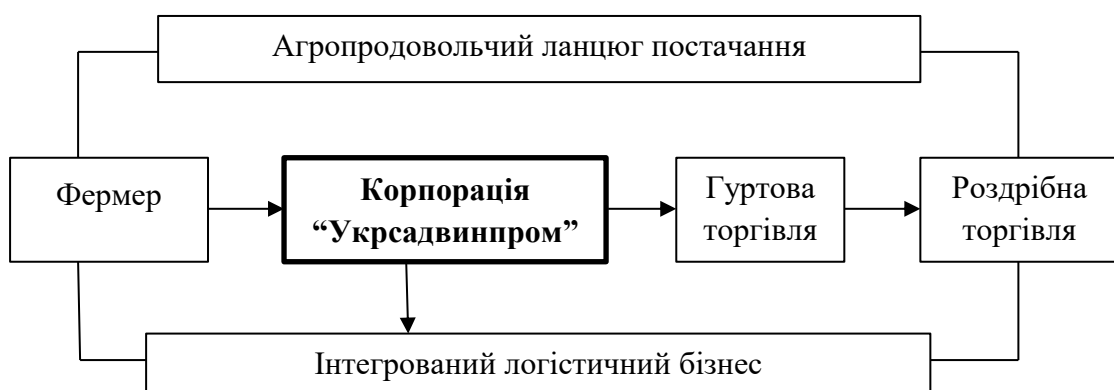 Агропродовольчий ланцюг постачання
Фермер
Корпорація
“Укрсадвинпром”
Гуртова
торгівля
Роздрібна
торгівля
Інтегрований логістичний бізнес